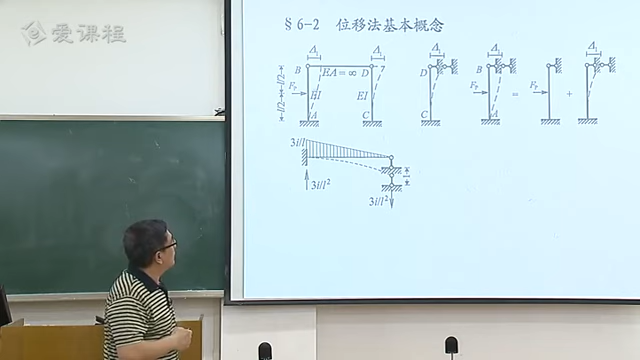 爱课程
§6-2 位移法基本概念
Δ1 Δ1 Δ1 Δ1 Δ1
B EA=∞ D D B
FP FP = FP +
l/2 EI EI
l/2 A C C A
3i/l
3i/l² 1
3i/l²